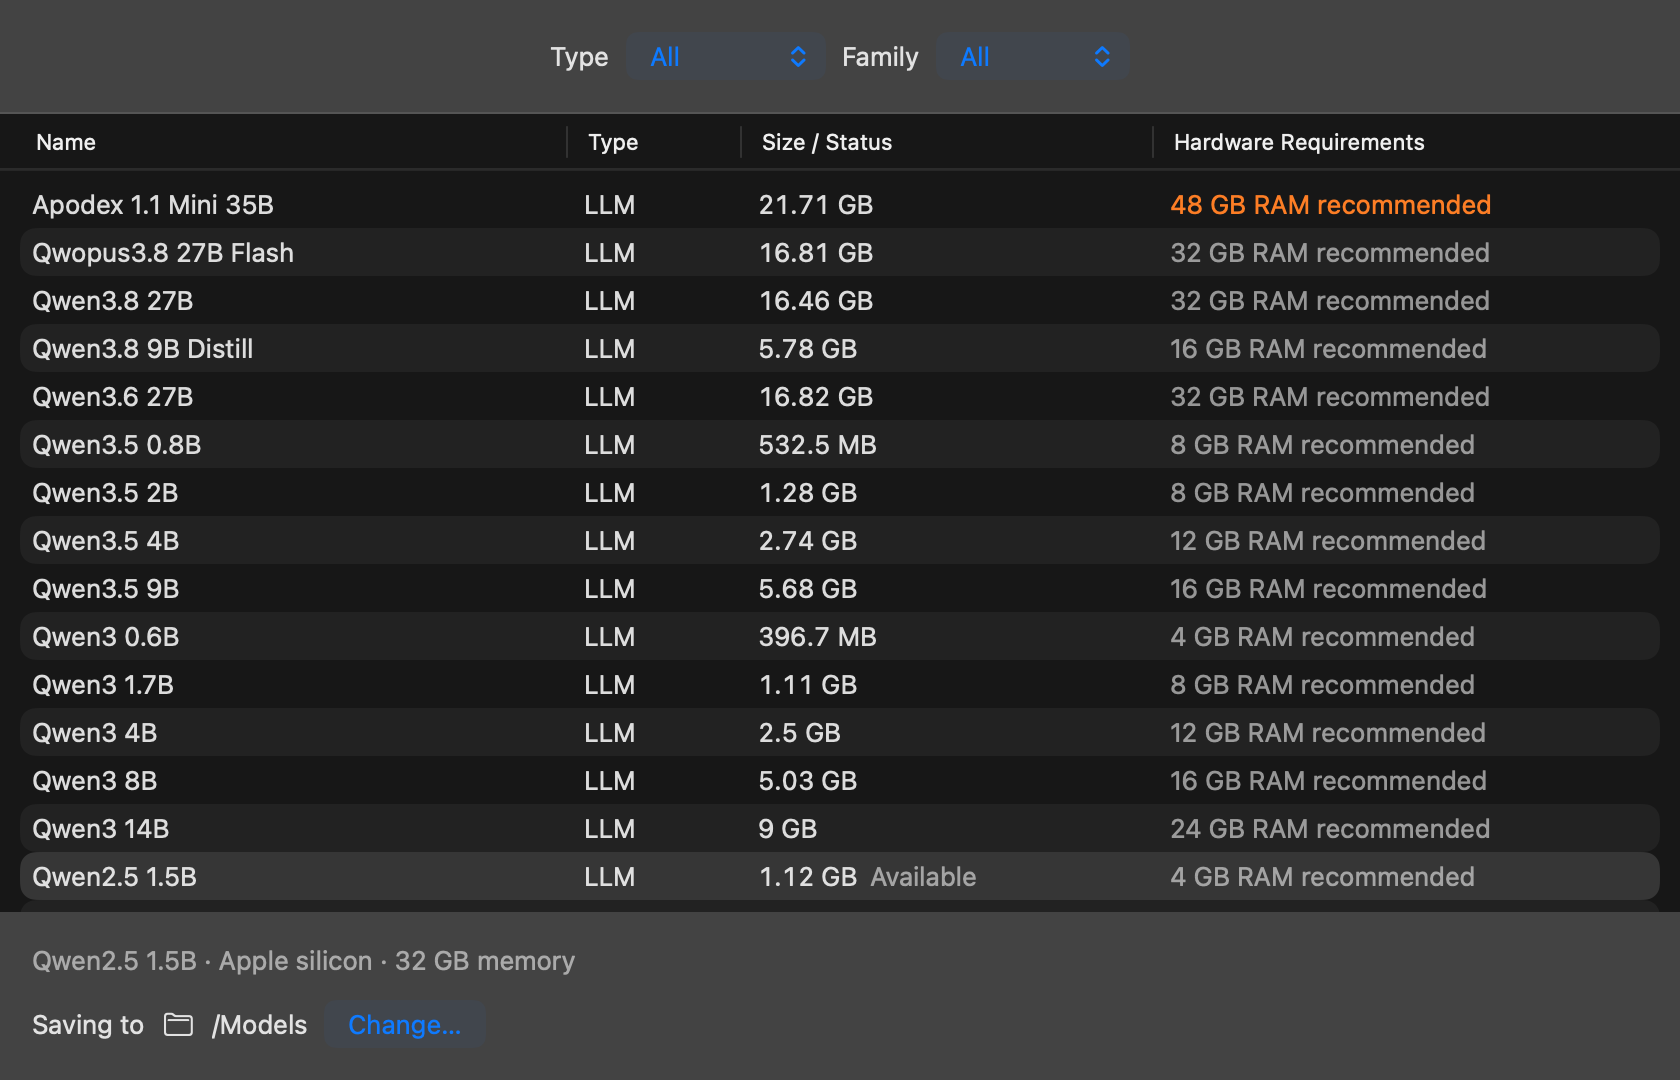 Type All Family All
Name Type Size / Status Hardware Requirements
Apodex 1.1 Mini 35B LLM 21.71 GB 48 GB RAM recommended
Qwopus3.8 27B Flash LLM 16.81 GB 32 GB RAM recommended
Qwen3.8 27B LLM 16.46 GB 32 GB RAM recommended
Qwen3.8 9B Distill LLM 5.78 GB 16 GB RAM recommended
Qwen3.6 27B LLM 16.82 GB 32 GB RAM recommended
Qwen3.5 0.8B LLM 532.5 MB 8 GB RAM recommended
Qwen3.5 2B LLM 1.28 GB 8 GB RAM recommended
Qwen3.5 4B LLM 2.74 GB 12 GB RAM recommended
Qwen3.5 9B LLM 5.68 GB 16 GB RAM recommended
Qwen3 0.6B LLM 396.7 MB 4 GB RAM recommended
Qwen3 1.7B LLM 1.11 GB 8 GB RAM recommended
Qwen3 4B LLM 2.5 GB 12 GB RAM recommended
Qwen3 8B LLM 5.03 GB 16 GB RAM recommended
Qwen3 14B LLM 9 GB 24 GB RAM recommended
Qwen2.5 1.5B LLM 1.12 GB Available 4 GB RAM recommended
Qwen2.5 1.5B · Apple silicon · 32 GB memory
Saving to /Models Change...